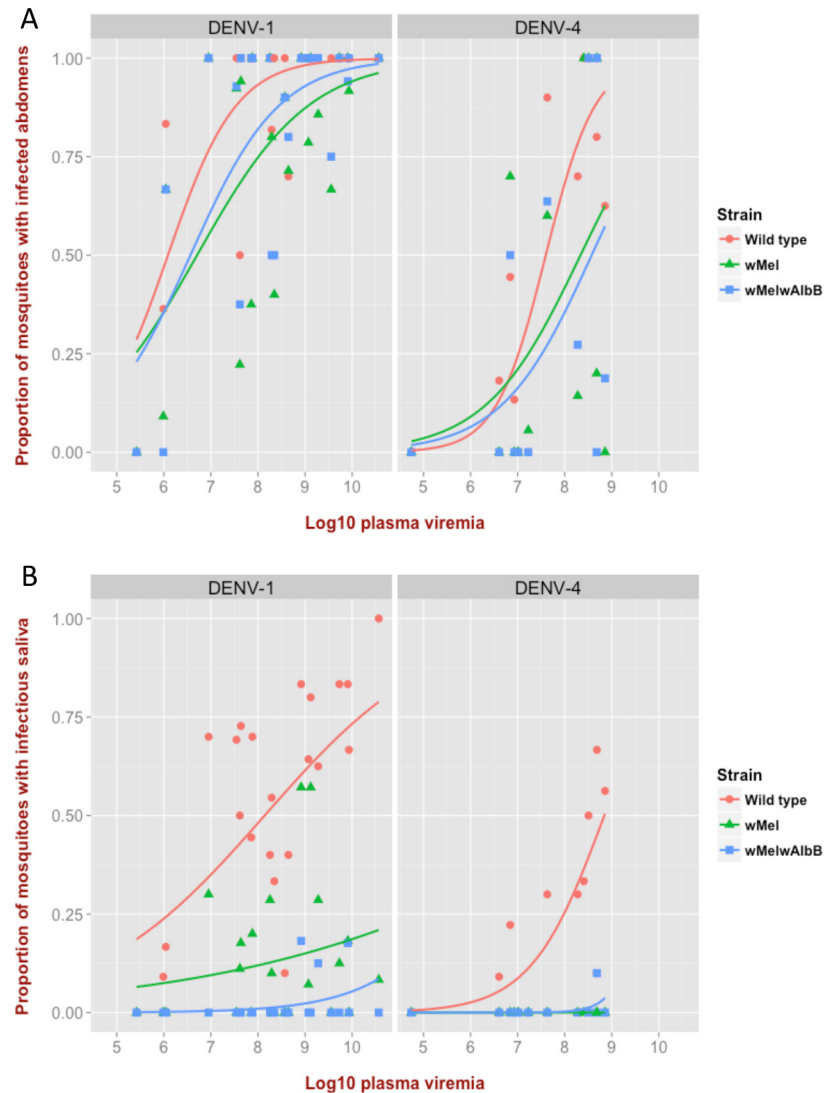 A
DENV-1
DENV-4
Proportion of mosquitoes with infected abdomens
1.00
0.75
0.50
0.25
0.00
5 6 7 8 9 10
5 6 7 8 9 10
Log10 plasma viremia
Strain
Wild type
wMel
wMelwAlbB
B
DENV-1
DENV-4
Proportion of mosquitoes with infectious saliva
1.00
0.75
0.50
0.25
0.00
5 6 7 8 9 10
5 6 7 8 9 10
Log10 plasma viremia
Strain
Wild type
wMel
wMelwAlbB